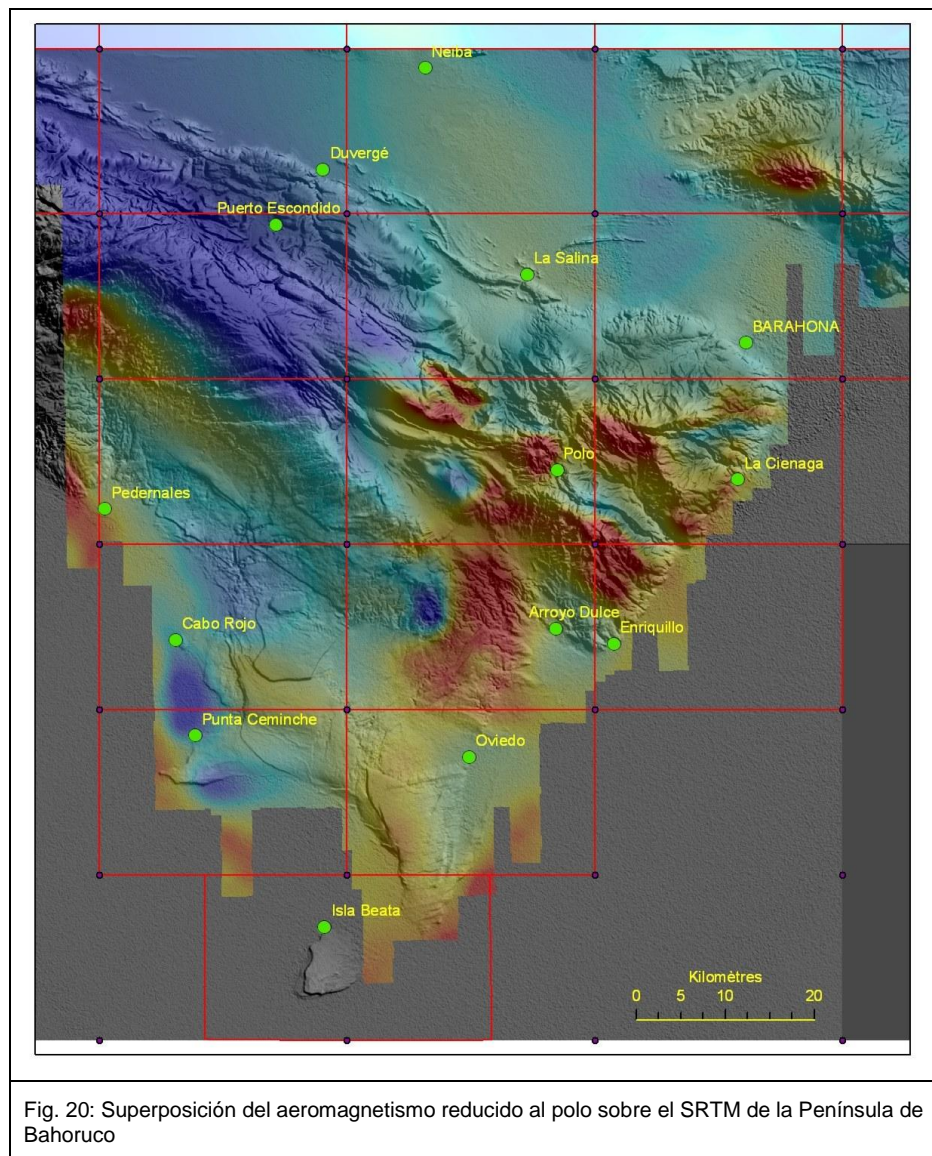 Neiba
Duvergé
Puerto Escondido
La Salina
BARAHONA
Polo
La Cienaga
Pedernales
Arroyo Dulce
Enriquillo
Cabo Rojo
Punta Ceminche
Oviedo
Isla Beata
Kilomètres
0 5 10 20
Fig. 20: Superposición del aeromagnetismo reducido al polo sobre el SRTM de la Península de
Bahoruco